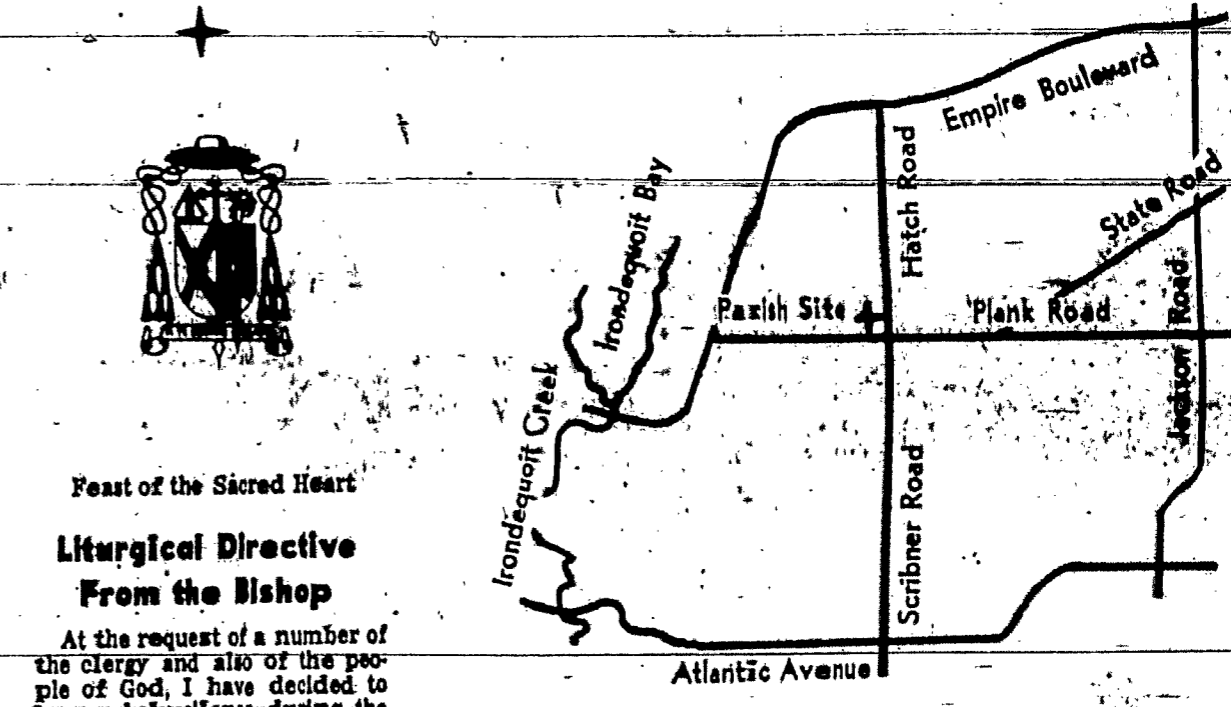 Feast of the Sacred Heart
Liturgical Directive
From the Bishop
At the request of a number of
the clergy and also of the peo-
ple of God, I have decided to
during the
Empire Boulevard
Hatch Road
State Road
Irondequoit Bay
Parish Site
Plank Road
Jackson Road
Irondequoit Creek
Scribner Road
Atlantic Avenue